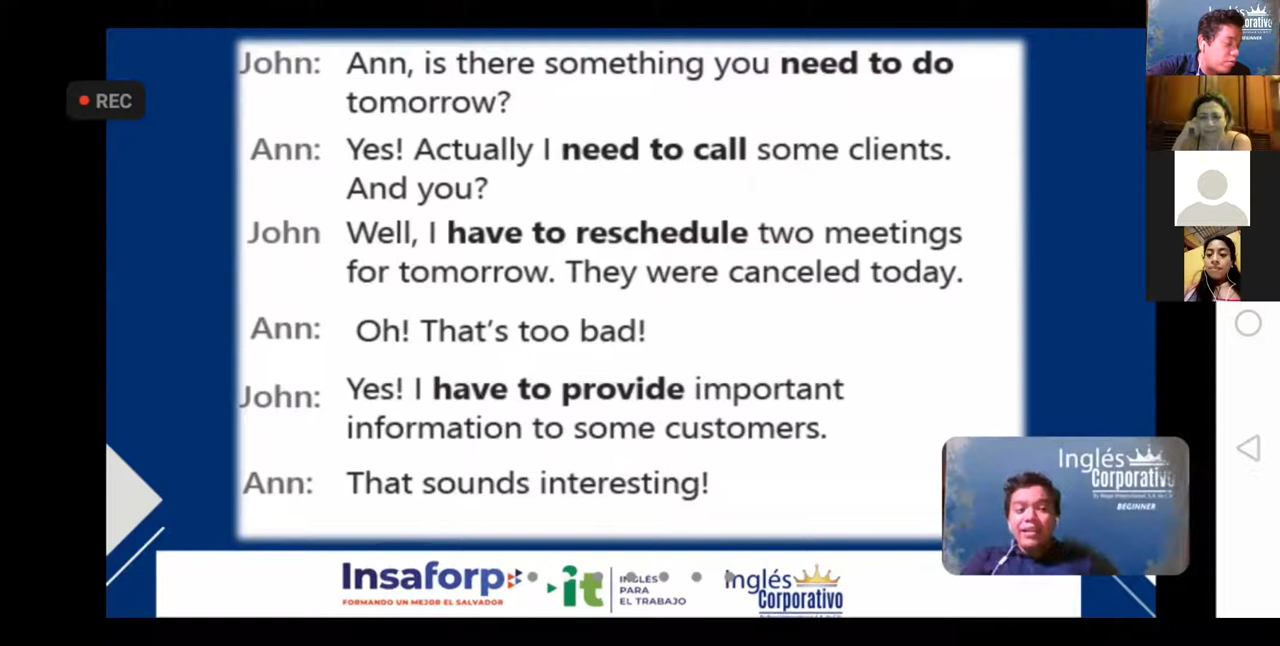 REC
John: Ann, is there something you need to do
tomorrow?
Ann: Yes! Actually I need to call some clients.
And you?
John Well, I have to reschedule two meetings
for tomorrow. They were canceled today.
Ann: Oh! That's too bad!
John: Yes! I have to provide important
information to some customers.
Ann: That sounds interesting!
Insaforp
FORMANDO UN MEJOR EL SALVADOR
it
INGLÉS
PARA
EL TRABAJO
Inglés
Corporativo
Inglés
Corporativo
BEGINNER
Inglés
Corporativo
BEGINNER